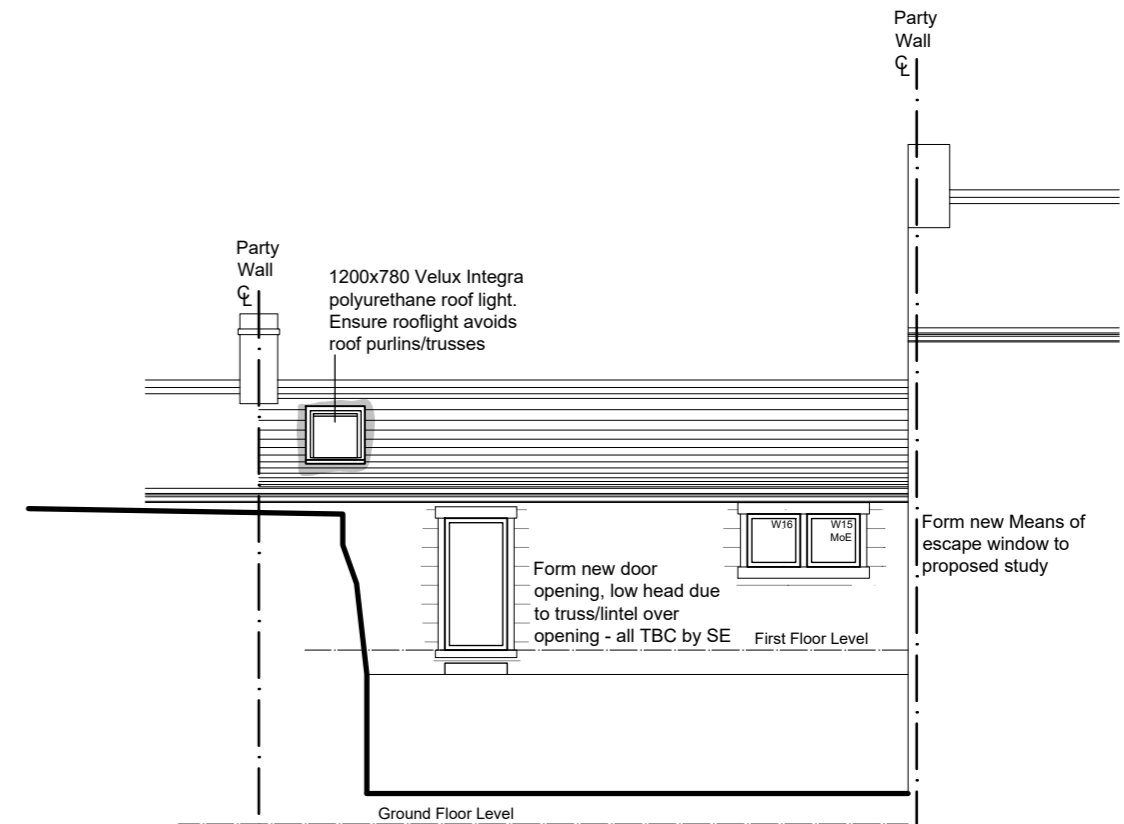 Party
Wall
℄
Party
Wall
℄
1200x780 Velux Integra
polyurethane roof light.
Ensure rooflight avoids
roof purlins/trusses
W16
W15
MoE
Form new Means of
escape window to
proposed study
Form new door
opening, low head due
to truss/lintel over
opening - all TBC by SE
First Floor Level
Ground Floor Level